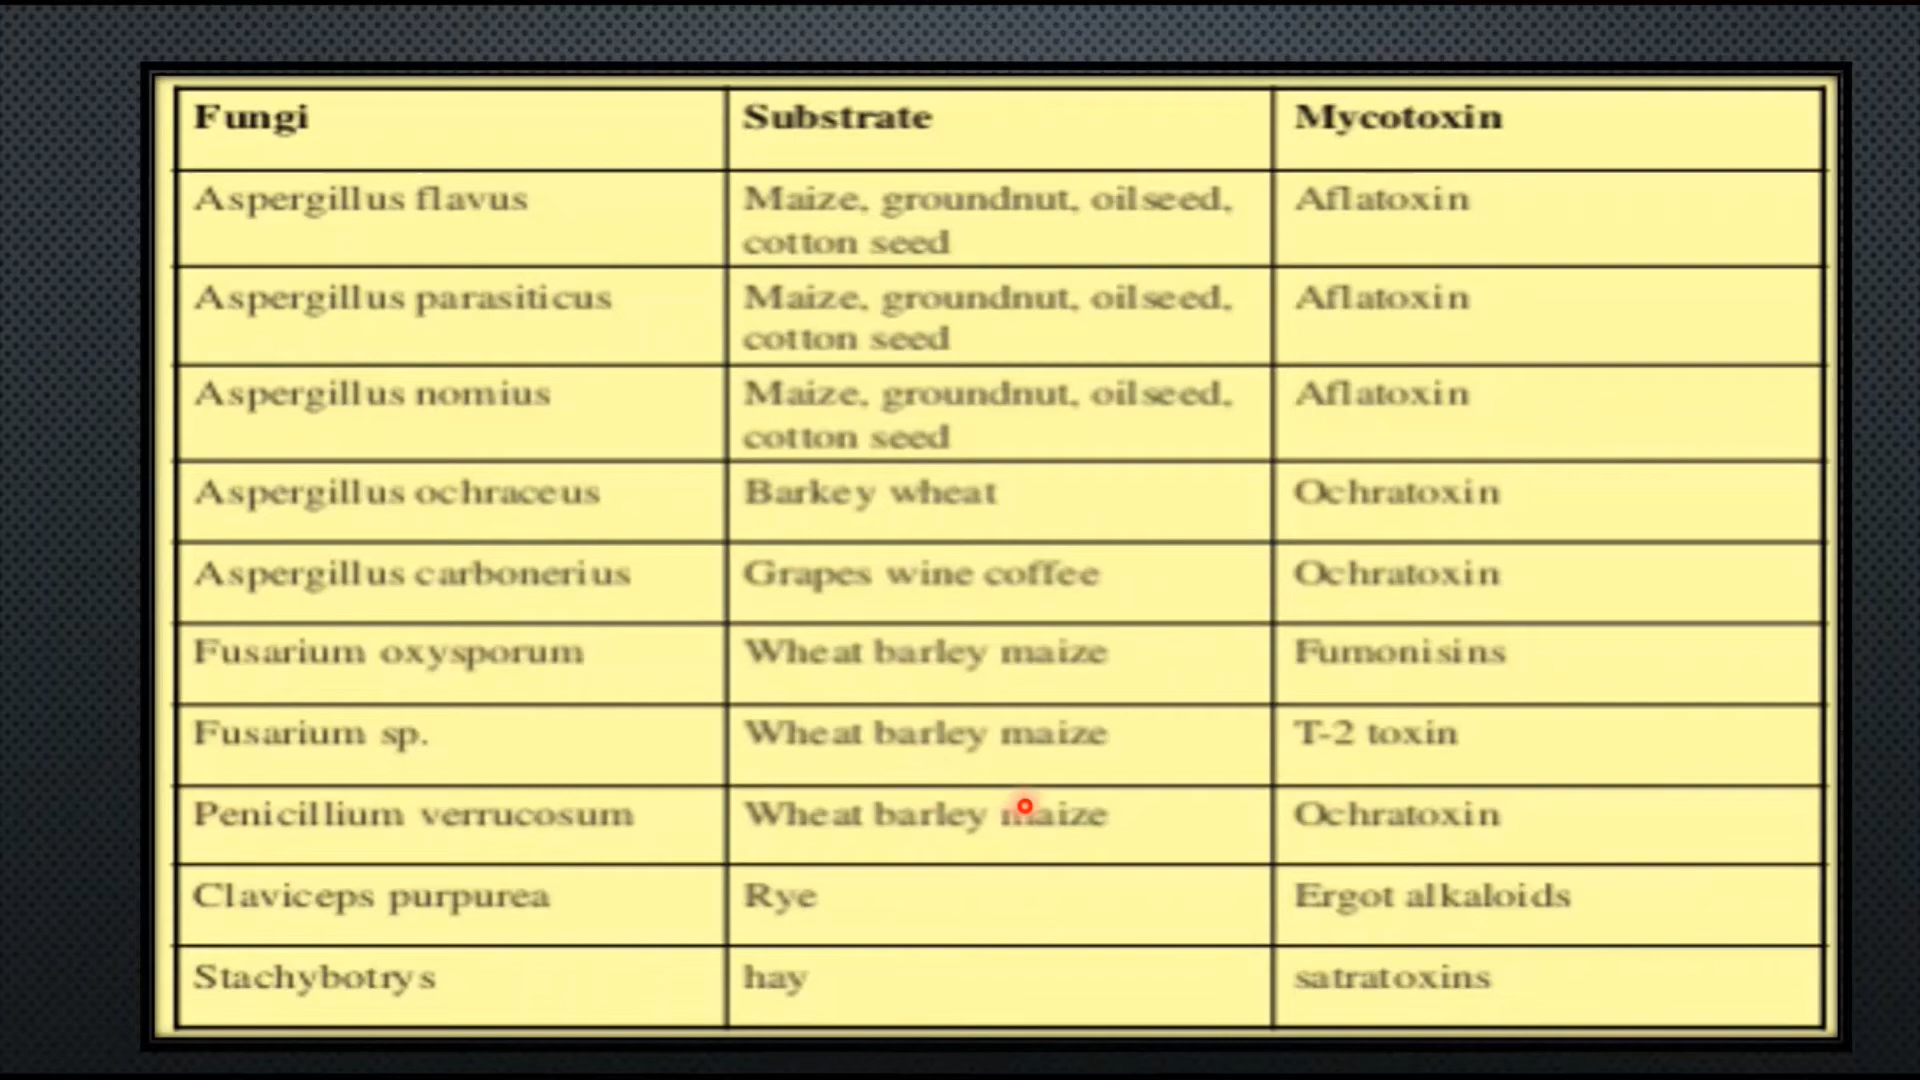 Fungi Substrate Mycotoxin
Aspergillus flavus Maize, groundnut, oilseed, Aflatoxin
cotton seed
Aspergillus parasiticus Maize, groundnut, oilseed, Aflatoxin
cotton seed
Aspergillus nomius Maize, groundnut, oilseed, Aflatoxin
cotton seed
Aspergillus ochraceus Barkey wheat Ochratoxin
Aspergillus carbonerius Grapes wine coffee Ochratoxin
Fusarium oxysporum Wheat barley maize Fumonisins
Fusarium sp. Wheat barley maize T-2 toxin
Penicillium verrucosum Wheat barley maize Ochratoxin
Claviceps purpurea Rye Ergot alkaloids
Stachybotrys hay satratoxins